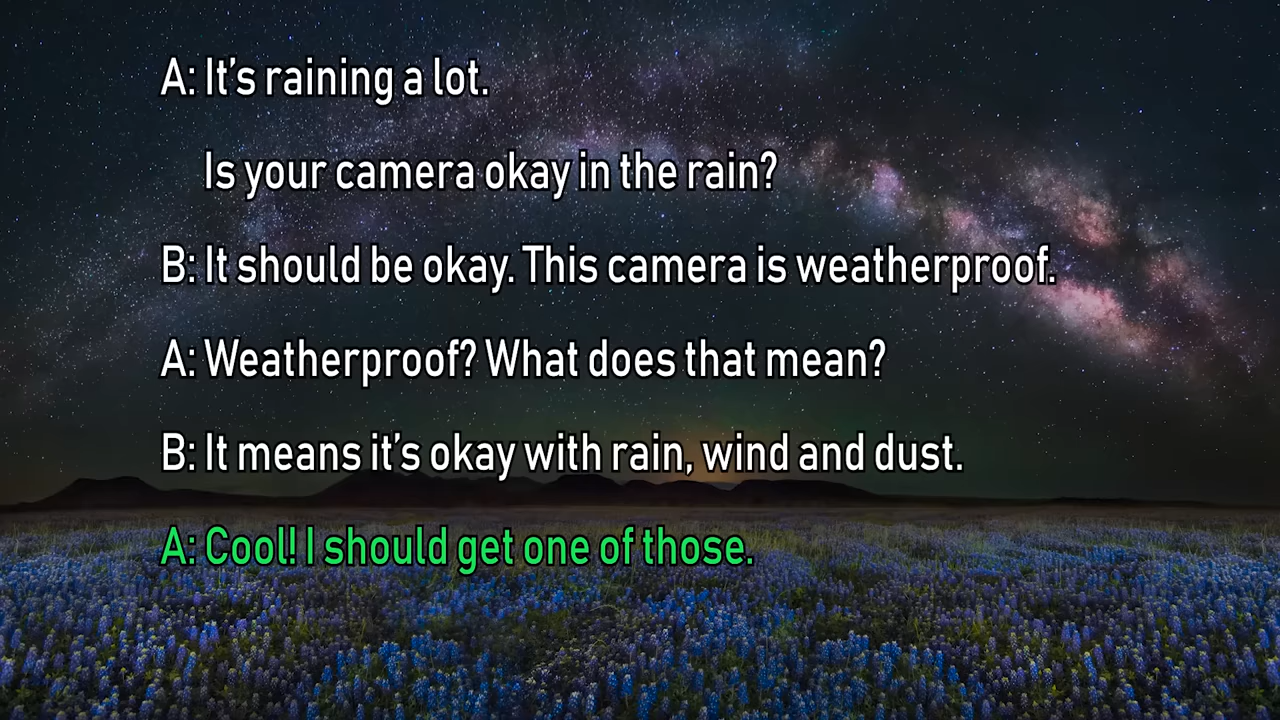 A: It’s raining a lot.
Is your camera okay in the rain?
B: It should be okay. This camera is weatherproof.
A: Weatherproof? What does that mean?
B: It means it’s okay with rain, wind and dust.
A: Cool! I should get one of those.